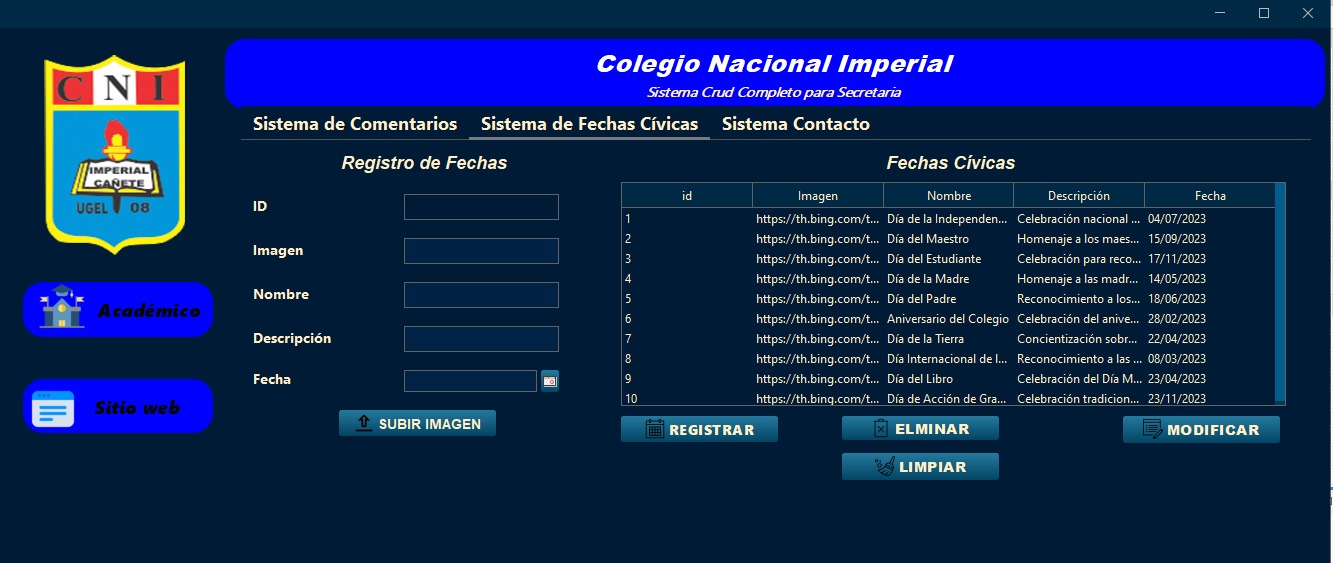 Colegio Nacional Imperial
Sistema Crud Completo para Secretaria
CNI
IMPERIAL
CAÑETE
UGEL 08
Académico
Sitio web
Sistema de Comentarios Sistema de Fechas Cívicas Sistema Contacto
Registro de Fechas
ID
Imagen
Nombre
Descripción
Fecha
SUBIR IMAGEN
Fechas Cívicas
id Imagen Nombre Descripción Fecha
1 https://th.bing.com/t... Día de la Independen... Celebración nacional ... 04/07/2023
2 https://th.bing.com/t... Día del Maestro Homenaje a los maes... 15/09/2023
3 https://th.bing.com/t... Día del Estudiante Celebración para reco... 17/11/2023
4 https://th.bing.com/t... Día de la Madre Homenaje a las madr... 14/05/2023
5 https://th.bing.com/t... Día del Padre Reconocimiento a los... 18/06/2023
6 https://th.bing.com/t... Aniversario del Colegio Celebración del anive... 28/02/2023
7 https://th.bing.com/t... Día de la Tierra Concientización sobr... 22/04/2023
8 https://th.bing.com/t... Día Internacional de l... Reconocimiento a las ... 08/03/2023
9 https://th.bing.com/t... Día del Libro Celebración del Día M... 23/04/2023
10 https://th.bing.com/t... Día de Acción de Gra... Celebración tradicion... 23/11/2023
REGISTRAR ELMINAR MODIFICAR
LIMPIAR